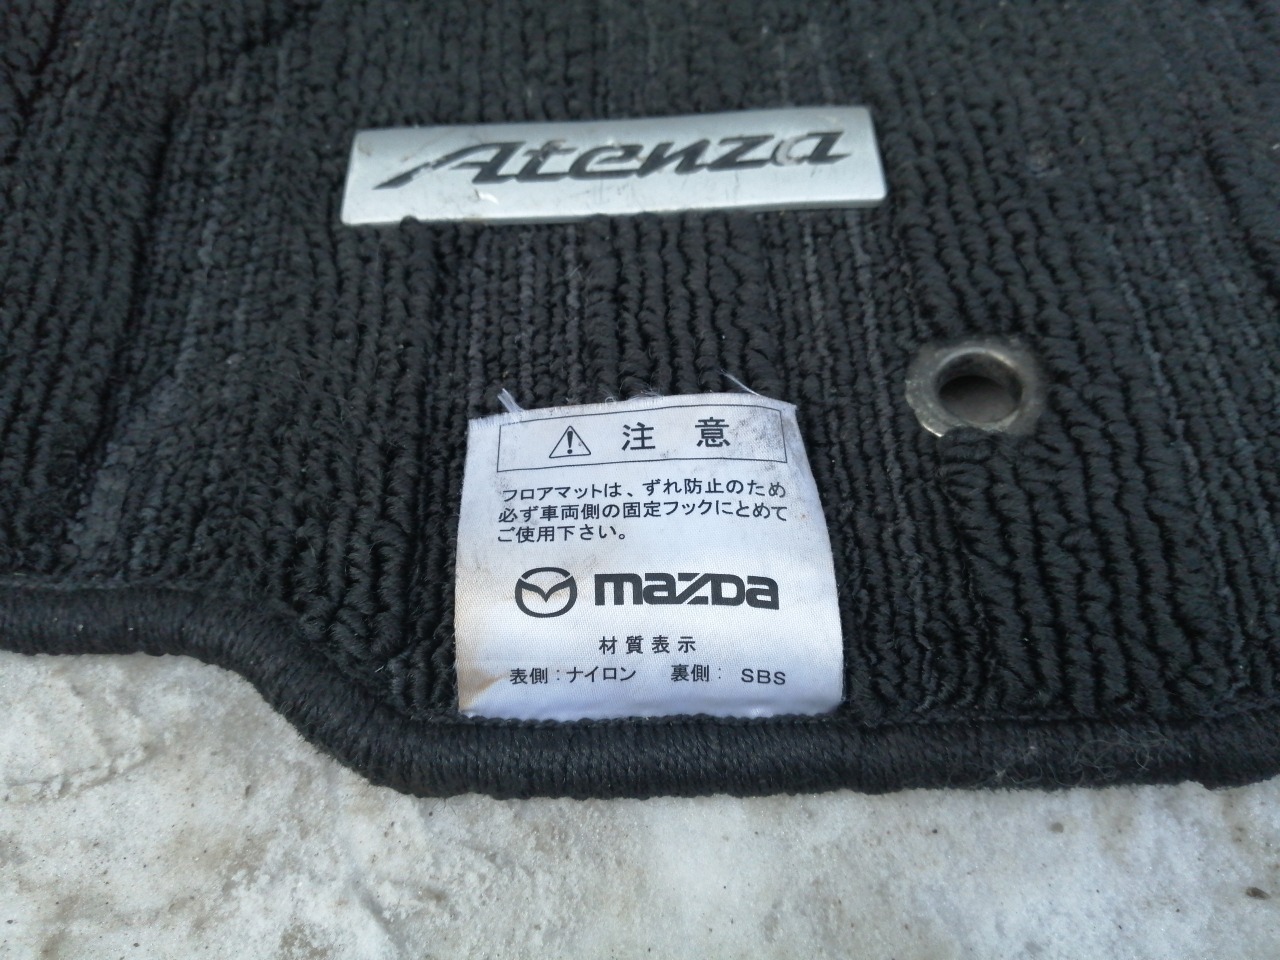 Atenza
注意
フロアマットは、ずれ防止のため
必ず車両側の固定フックにとめて
ご使用下さい。
mazda
材質表示
表側：ナイロン 裏側： SBS